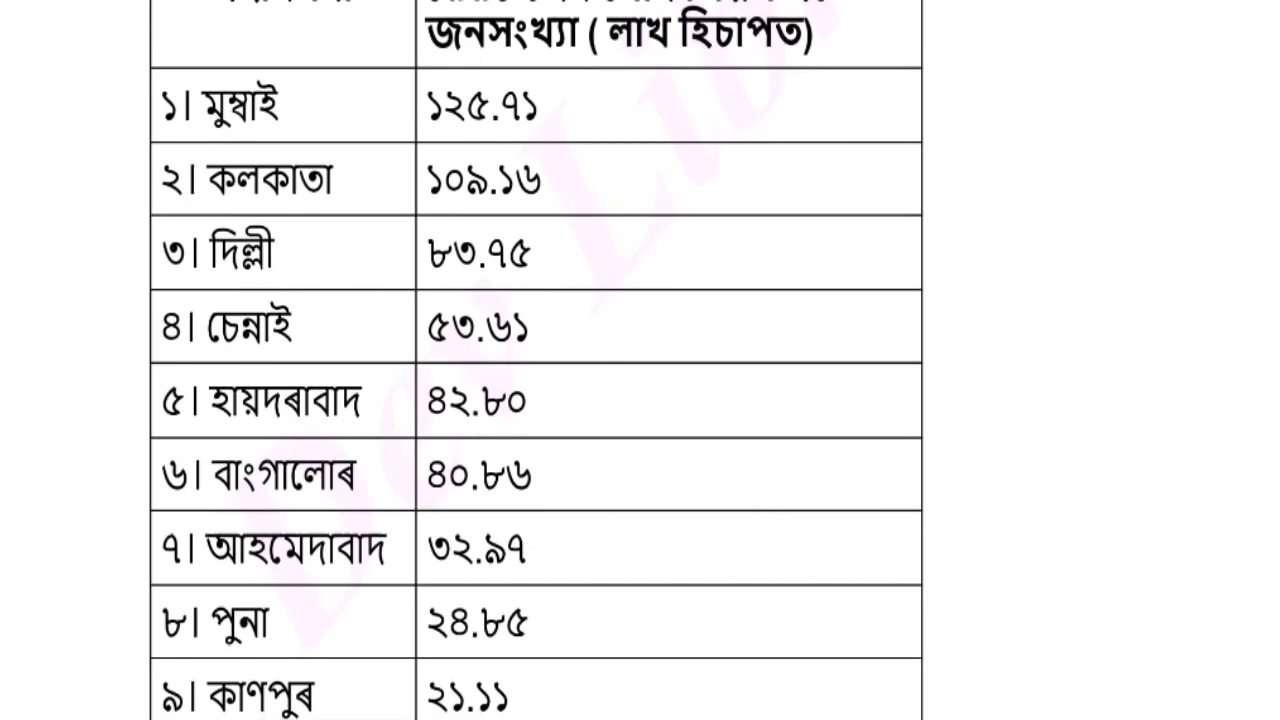 জনসংখ্যা ( লাখ হিচাপত)
১। মুম্বাই ১২৫.৭১
২। কলকাতা ১০৯.১৬
৩। দিল্লী ৮৩.৭৫
৪। চেন্নাই ৫৩.৬১
৫। হায়দৰাবাদ ৪২.৮০
৬। বাংগালোৰ ৪০.৮৬
৭। আহমেদাবাদ ৩২.৯৭
৮। পুনা ২৪.৮৫
৯। কাণপুৰ ২১.১১